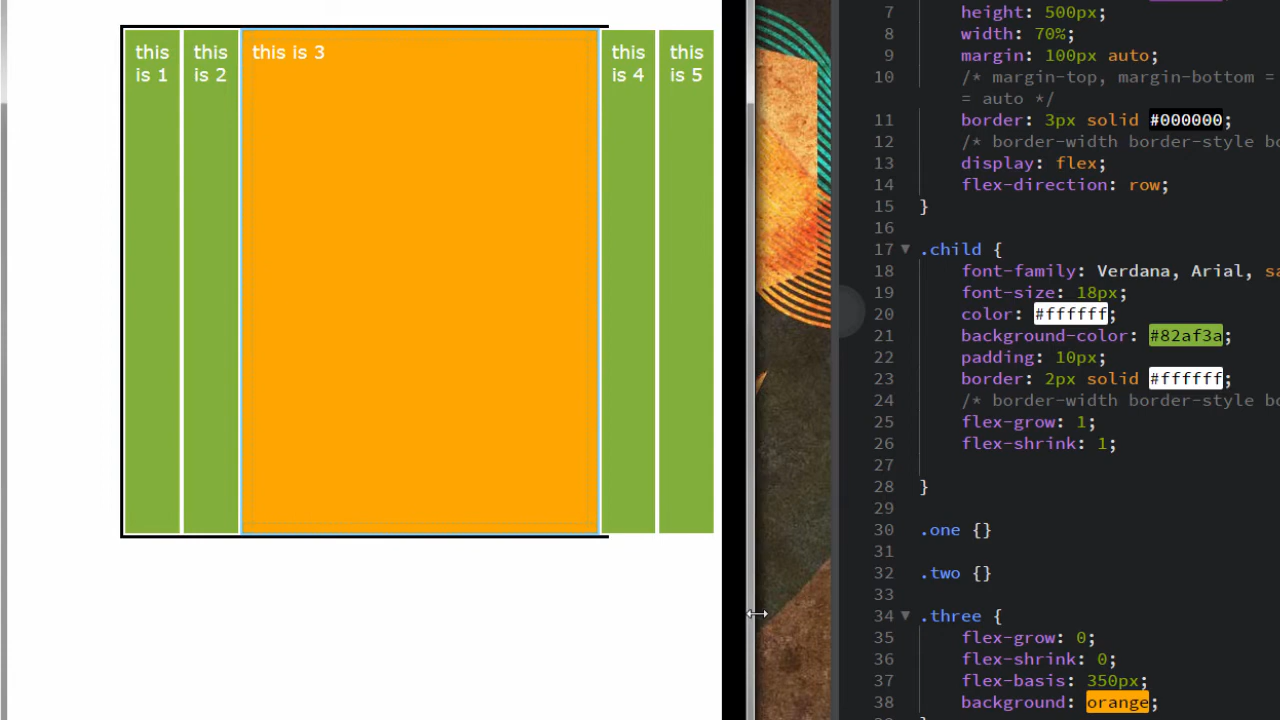 this
is 1
this
is 2
this is 3
this
is 4
this
is 5
7 height: 500px;
8 width: 70%;
9 margin: 100px auto;
10 /* margin-top, margin-bottom =
= auto */
11 border: 3px solid #000000;
12 /* border-width border-style
13 display: flex;
14 flex-direction: row;
15 }
16
17 .child {
18 font-family: Verdana, Arial,
19 font-size: 18px;
20 color: #ffffff;
21 background-color: #82af3a;
22 padding: 10px;
23 border: 2px solid #ffffff;
24 /* border-width border-style
25 flex-grow: 1;
26 flex-shrink: 1;
27
28 }
29
30 .one {}
31
32 .two {}
33
34 .three {
35 flex-grow: 0;
36 flex-shrink: 0;
37 flex-basis: 350px;
38 background: orange;